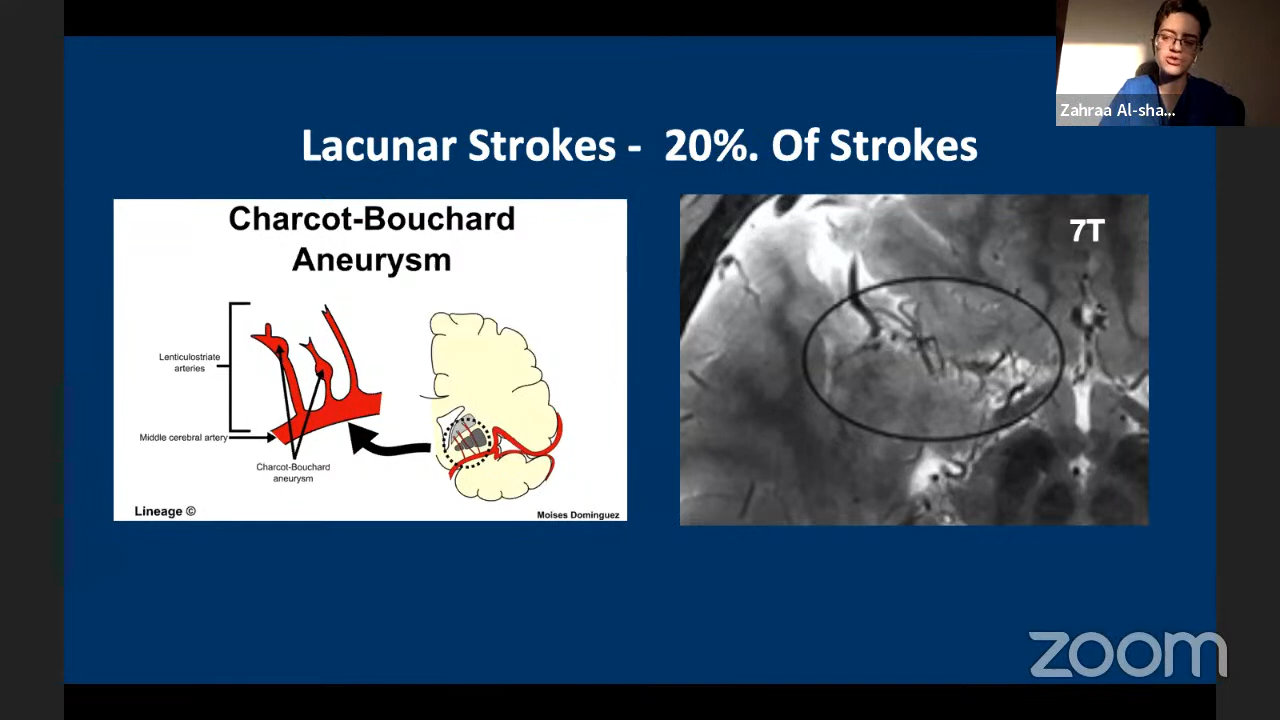 Zahraa Al-sha...
Lacunar Strokes - 20%. Of Strokes
Charcot-Bouchard
Aneurysm
Lenticulostriate
arteries
Middle cerebral artery
Charcot-Bouchard
aneurysm
Lineage ©
Moises Dominguez
7T
zoom